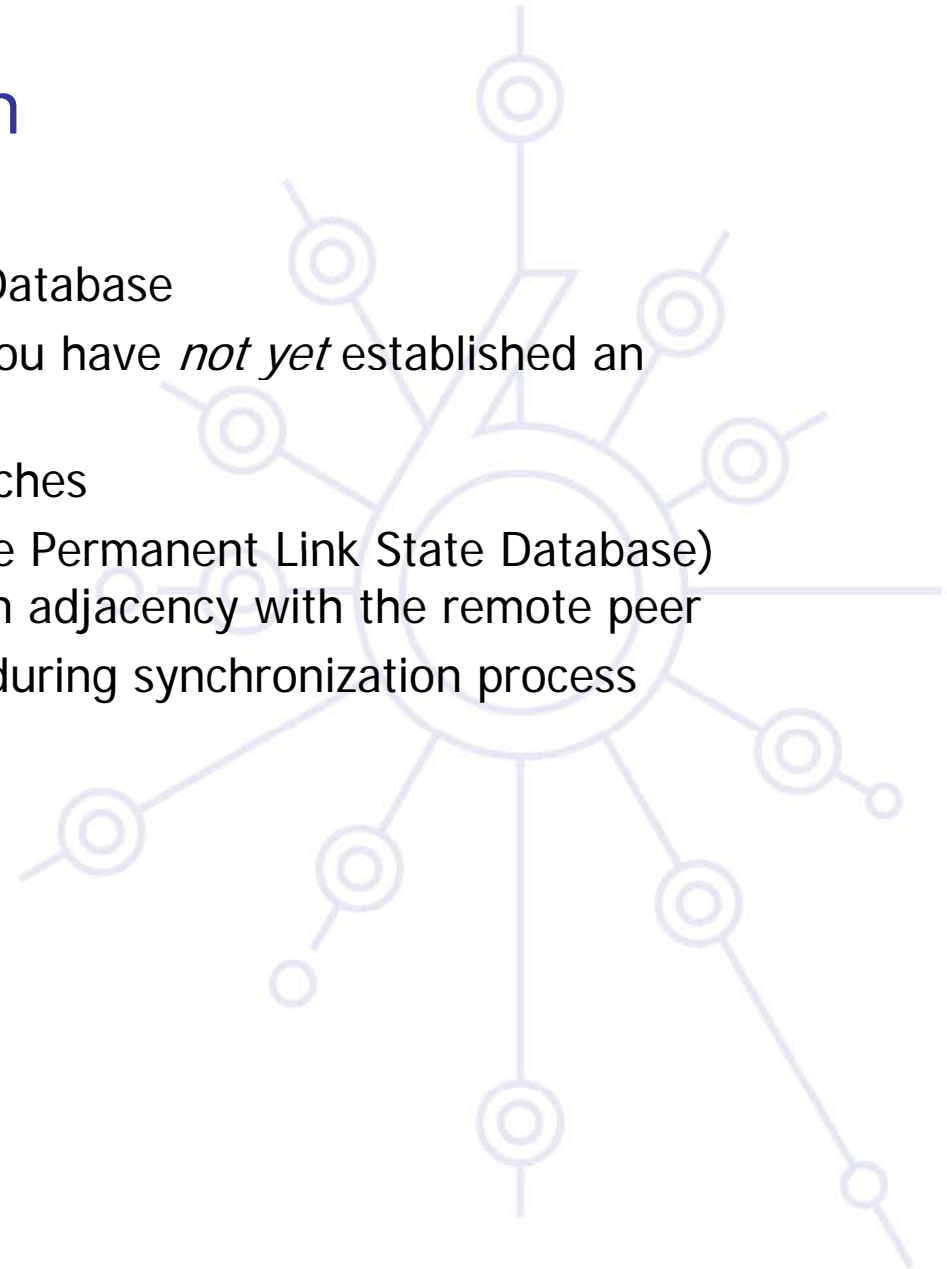 n
Database
ou have not yet established an
ches
e Permanent Link State Database)
n adjacency with the remote peer
during synchronization process